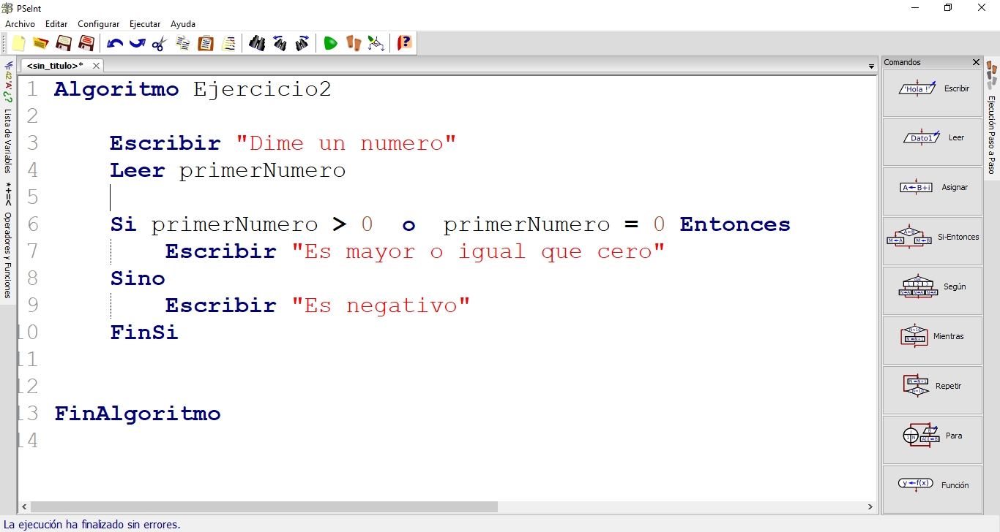 PSeInt
Archivo Editar Configurar Ejecutar Ayuda
<sin_titulo>*
Lista de Variables
*+=< Operadores y Funciones
1 Algoritmo Ejercicio2
2
3 Escribir "Dime un numero"
4 Leer primerNumero
5
6 Si primerNumero > 0 o primerNumero = 0 Entonces
7 Escribir "Es mayor o igual que cero"
8 Sino
9 Escribir "Es negativo"
10 FinSi
11
12
13 FinAlgoritmo
14
Comandos
'Hola !' Escribir
Dato1 Leer
A←B+i Asignar
A>B Si-Entonces
Según
Mientras
Repetir
Para
y←f(x) Función
Ejecución Paso a Paso
La ejecución ha finalizado sin errores.